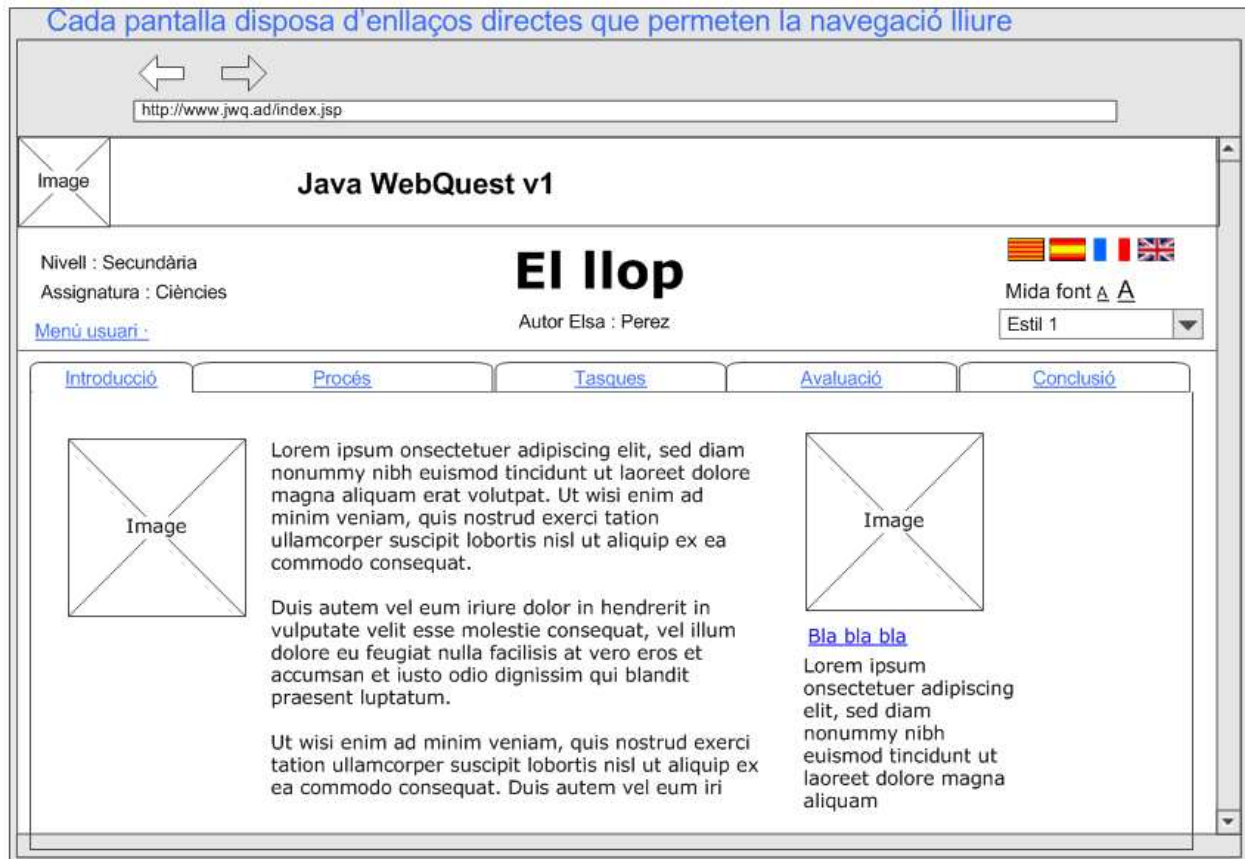 Cada pantalla disposa d'enllaços directes que permeten la navegació lliure
http://www.jwq.ad/index.jsp
Image
Java WebQuest v1
Nivell : Secundària
Assignatura : Ciències
Menú usuari ·
El llop
Autor Elsa : Perez
Mida font A A
Estil 1
Introducció
Procés
Tasques
Avaluació
Conclusió
Image
Lorem ipsum onsectetuer adipiscing elit, sed diam
nonummy nibh euismod tincidunt ut laoreet dolore
magna aliquam erat volutpat. Ut wisi enim ad
minim veniam, quis nostrud exerci tation
ullamcorper suscipit lobortis nisl ut aliquip ex ea
commodo consequat.
Duis autem vel eum iriure dolor in hendrerit in
vulputate velit esse molestie consequat, vel illum
dolore eu feugiat nulla facilisis at vero eros et
accumsan et iusto odio dignissim qui blandit
praesent luptatum.
Ut wisi enim ad minim veniam, quis nostrud exerci
tation ullamcorper suscipit lobortis nisl ut aliquip ex
ea commodo consequat. Duis autem vel eum iri
Image
Bla bla bla
Lorem ipsum
onsectetuer adipiscing
elit, sed diam
nonummy nibh
euismod tincidunt ut
laoreet dolore magna
aliquam